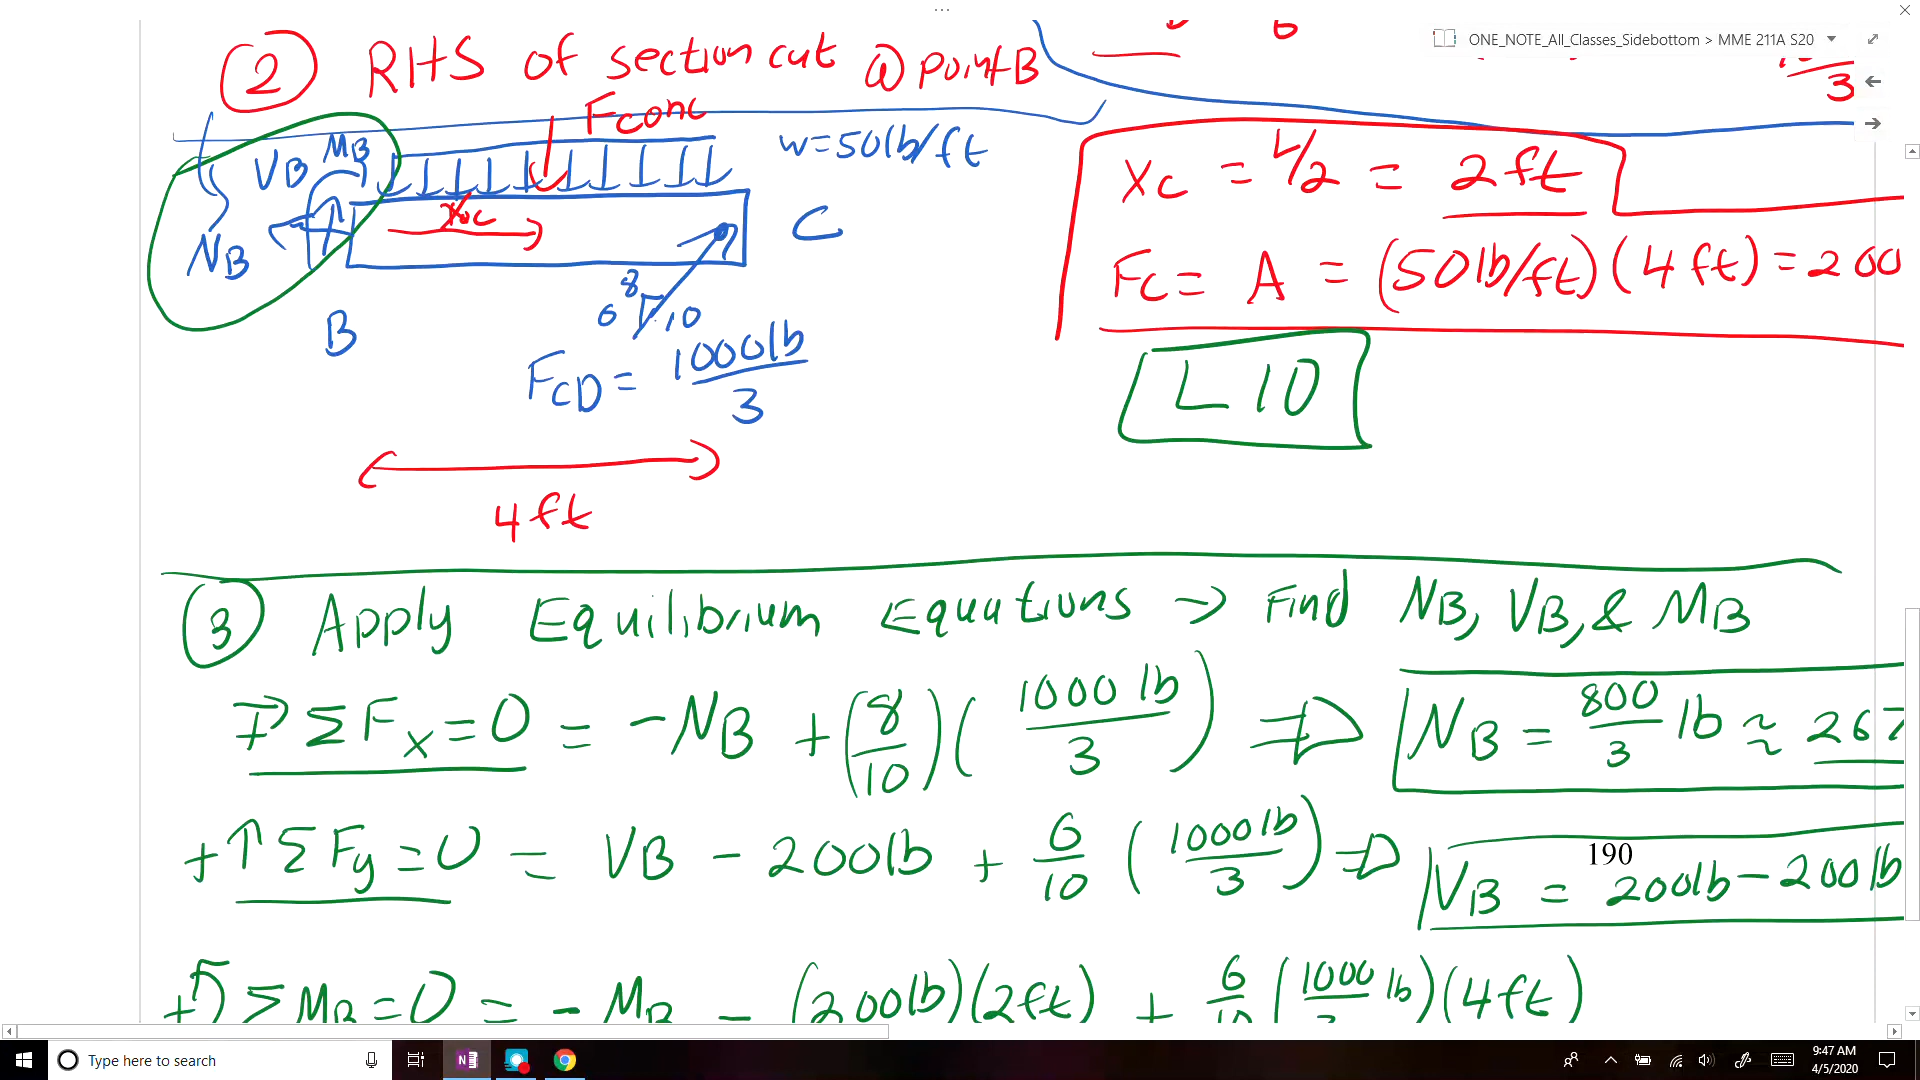 ONE_NOTE_All_Classes_Sidebottom > MME 211A S20
② RHS of section cut @ point B
3
Fconc
w=50lb/ft
VB MB
NB
xc
C
B
8
6 10
FCD = 1000lb/3
4ft
xc = L/2 = 2ft
Fc = A = (50lb/ft)(4ft) = 200
L10
③ Apply Equilibrium Equations → Find NB, VB, & MB
ΣFx = 0 = -NB + (8/10)(1000 lb/3) ⇒ NB = 800/3 lb ≈ 267
+↑ΣFy = 0 = VB - 200lb + 6/10 (1000lb/3) ⇒ VB = 200lb - 200lb
190
ΣMB = 0 = -MB - (200lb)(2ft) + 6/10 (1000/3 lb)(4ft)
Type here to search
9:47 AM
4/5/2020